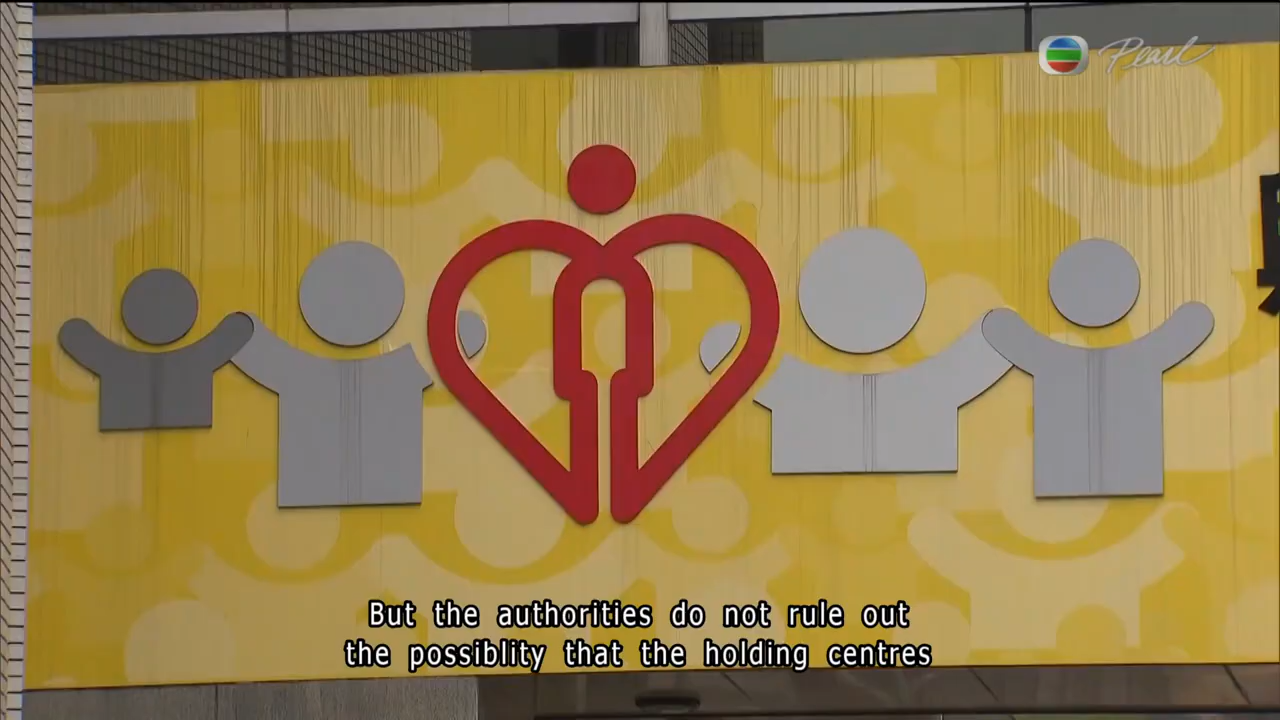 Pearl
But the authorities do not rule out
the possiblity that the holding centres